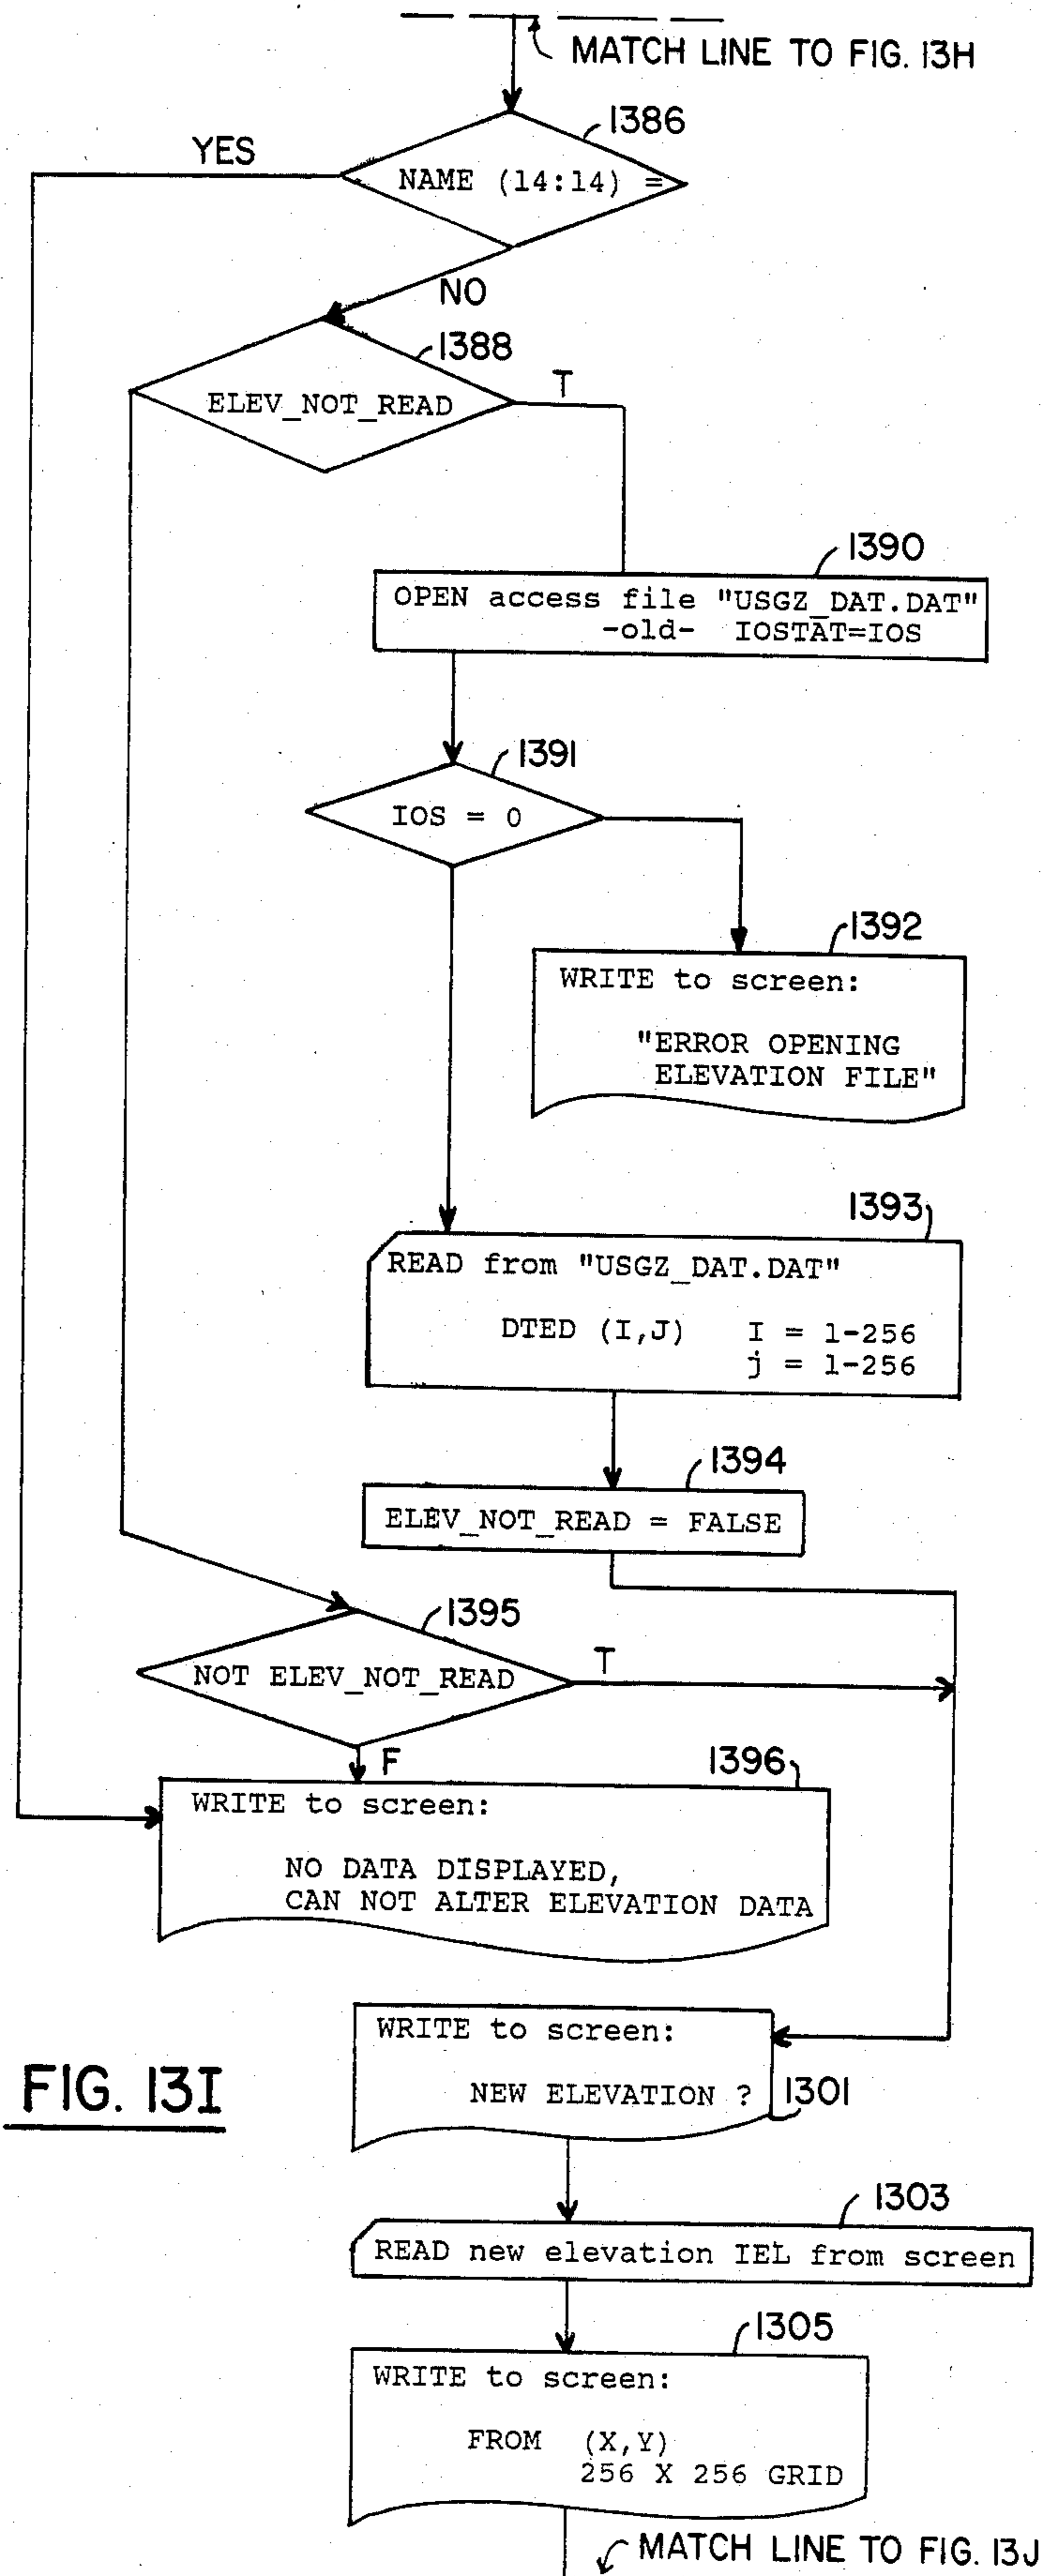 MATCH LINE TO FIG. 13H
1386
YES
NAME (14:14) =
NO
1388
T
ELEV_NOT_READ
1390
OPEN access file "USGZ_DAT.DAT"
-old- IOSTAT=IOS
1391
IOS = 0
1392
WRITE to screen:
"ERROR OPENING
ELEVATION FILE"
1393
READ from "USGZ_DAT.DAT"
DTED (I,J) I = 1-256
j = 1-256
1394
ELEV_NOT_READ = FALSE
1395
T
NOT ELEV_NOT_READ
F
1396
WRITE to screen:
NO DATA DISPLAYED,
CAN NOT ALTER ELEVATION DATA
WRITE to screen:
NEW ELEVATION ?
1301
FIG. 13I
1303
READ new elevation IEL from screen
1305
WRITE to screen:
FROM (X,Y)
256 X 256 GRID
MATCH LINE TO FIG. 13J